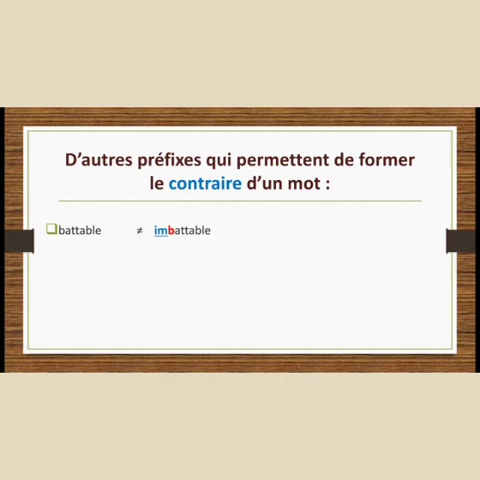 D’autres préfixes qui permettent de former
le contraire d’un mot :
battable ≠ imbattable